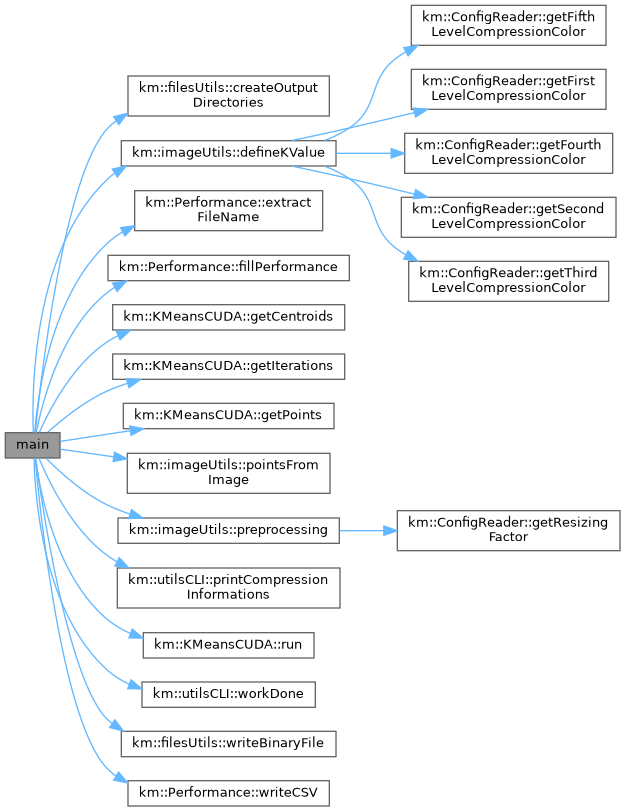 main
km::filesUtils::createOutput
Directories
km::imageUtils::defineKValue
km::Performance::extract
FileName
km::Performance::fillPerformance
km::KMeansCUDA::getCentroids
km::KMeansCUDA::getIterations
km::KMeansCUDA::getPoints
km::imageUtils::pointsFrom
Image
km::imageUtils::preprocessing
km::utilsCLI::printCompression
Informations
km::KMeansCUDA::run
km::utilsCLI::workDone
km::filesUtils::writeBinaryFile
km::Performance::writeCSV
km::ConfigReader::getFifth
LevelCompressionColor
km::ConfigReader::getFirst
LevelCompressionColor
km::ConfigReader::getFourth
LevelCompressionColor
km::ConfigReader::getSecond
LevelCompressionColor
km::ConfigReader::getThird
LevelCompressionColor
km::ConfigReader::getResizing
Factor